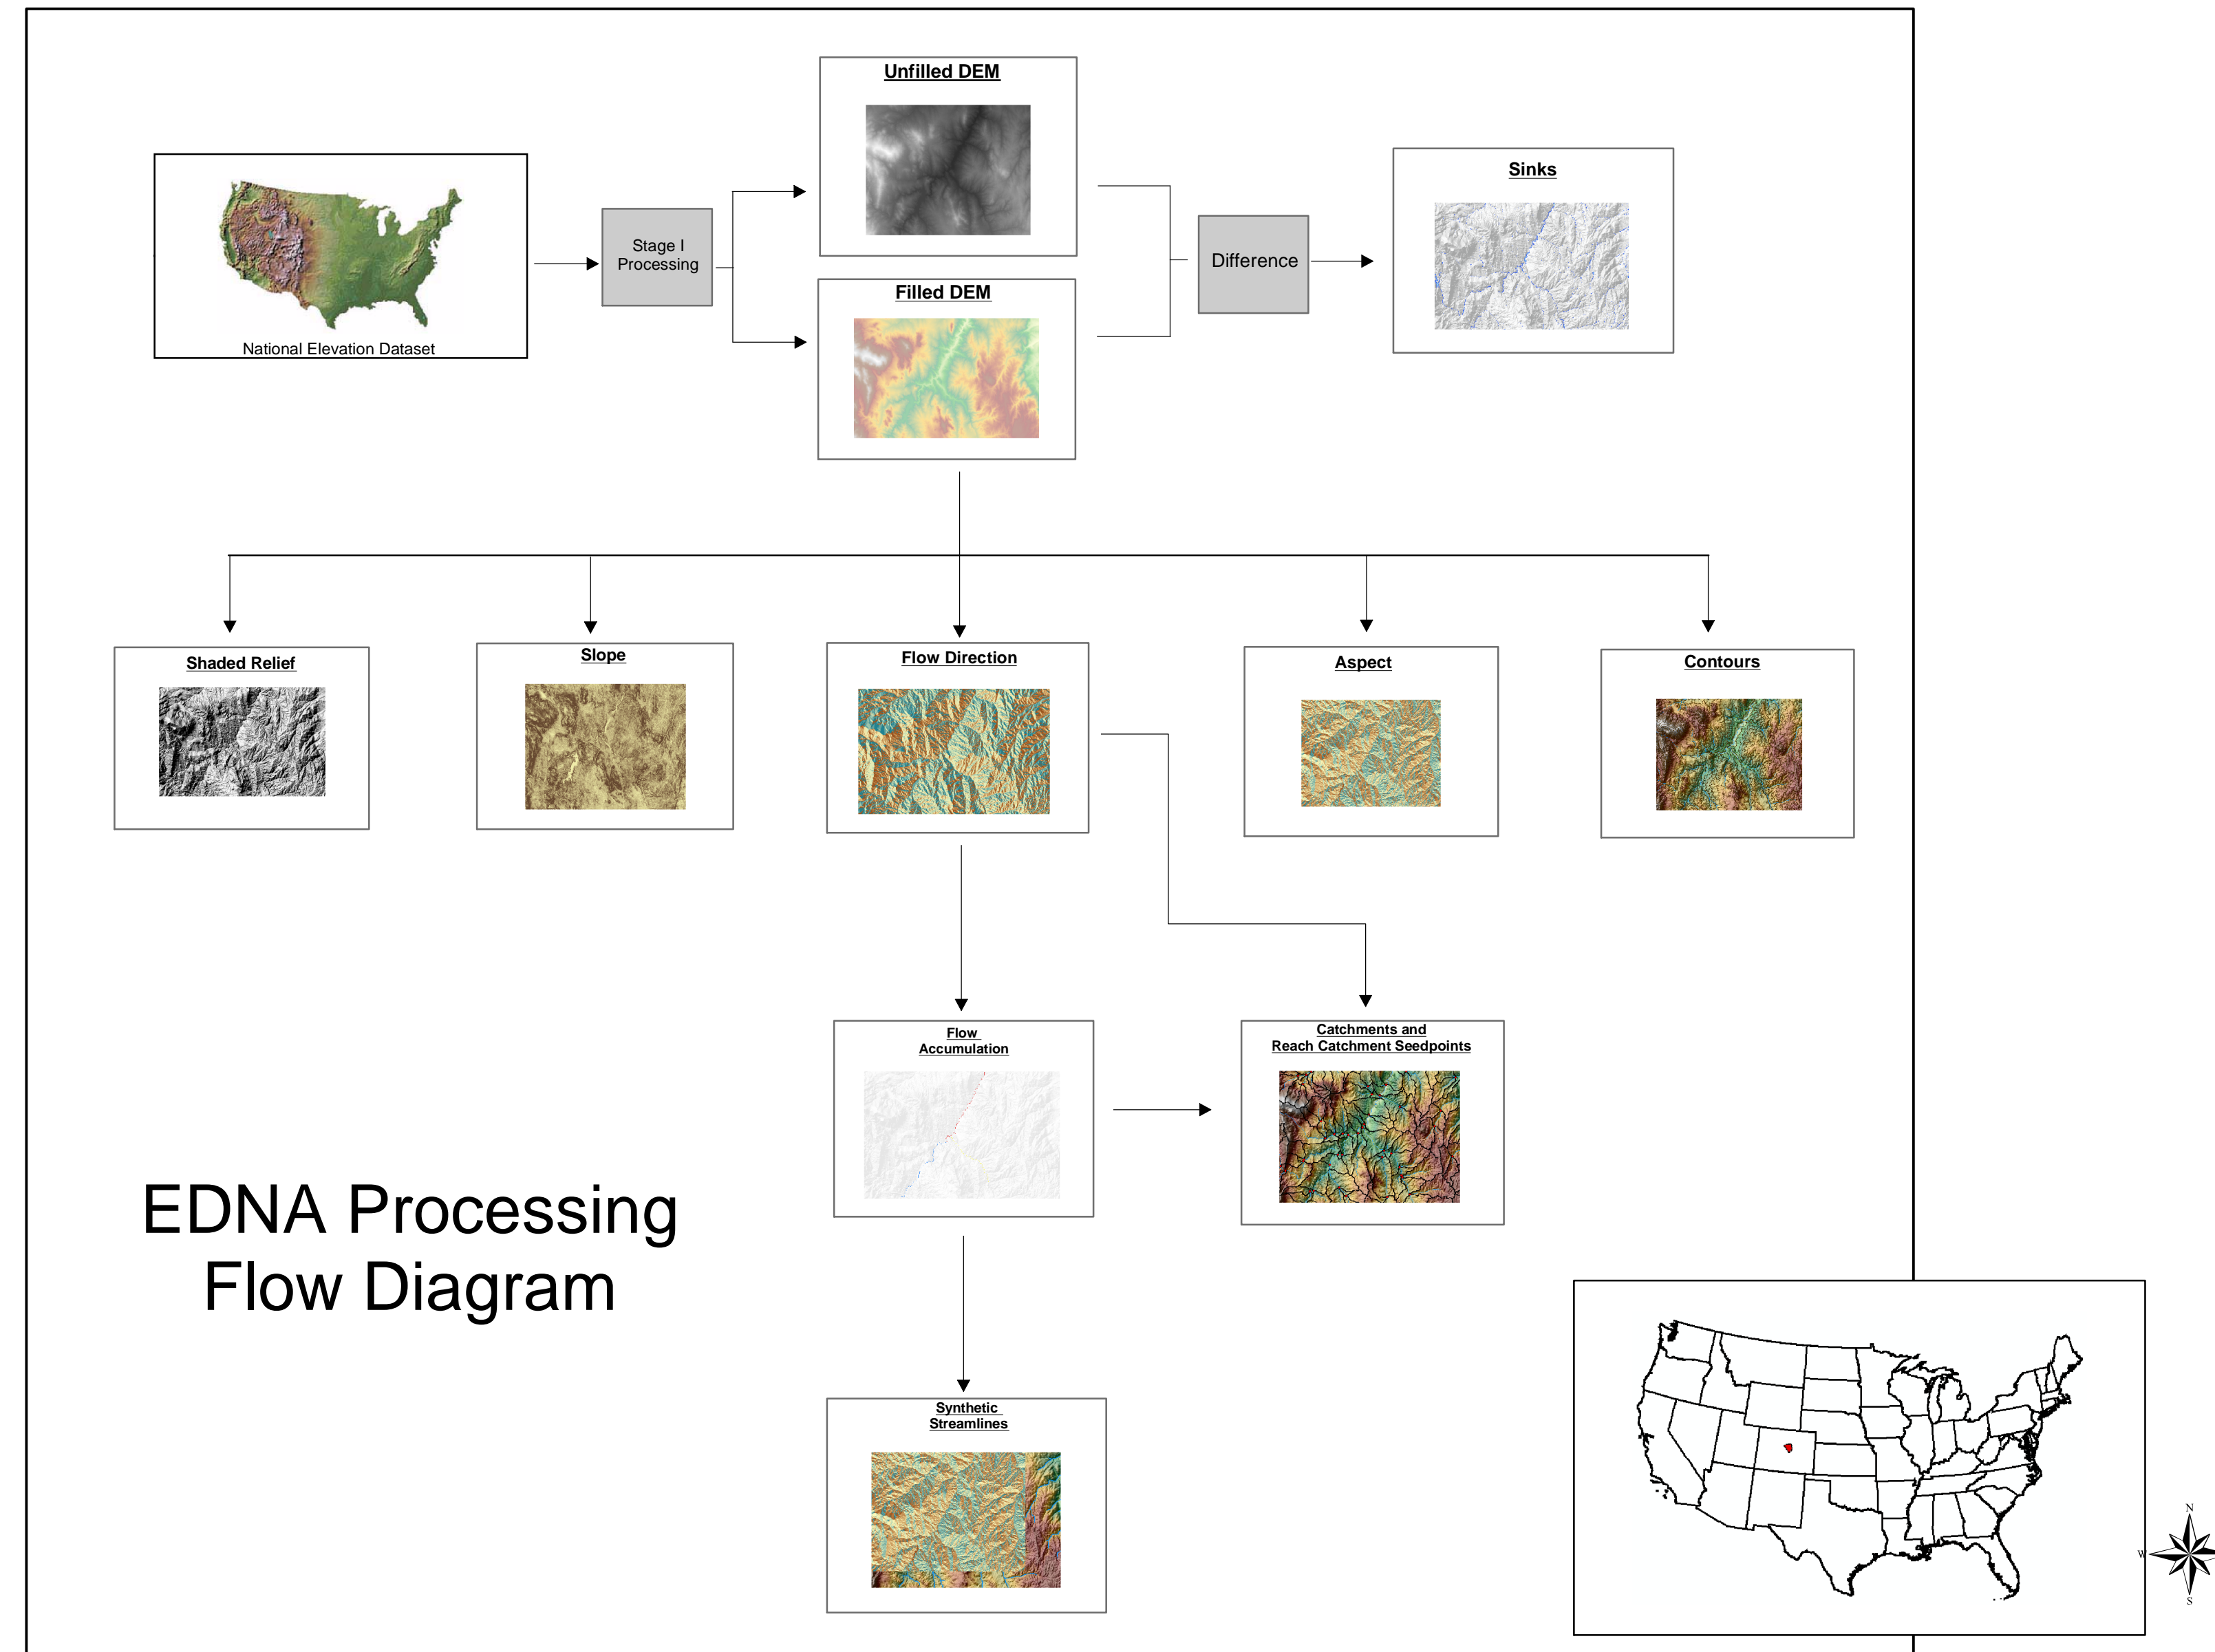 Unfilled DEM
National Elevation Dataset
Stage I
Processing
Filled DEM
Difference
Sinks
Shaded Relief
Slope
Flow Direction
Aspect
Contours
Flow
Accumulation
Catchments and
Reach Catchment Seedpoints
EDNA Processing
Flow Diagram
Synthetic
Streamlines
N
W
S